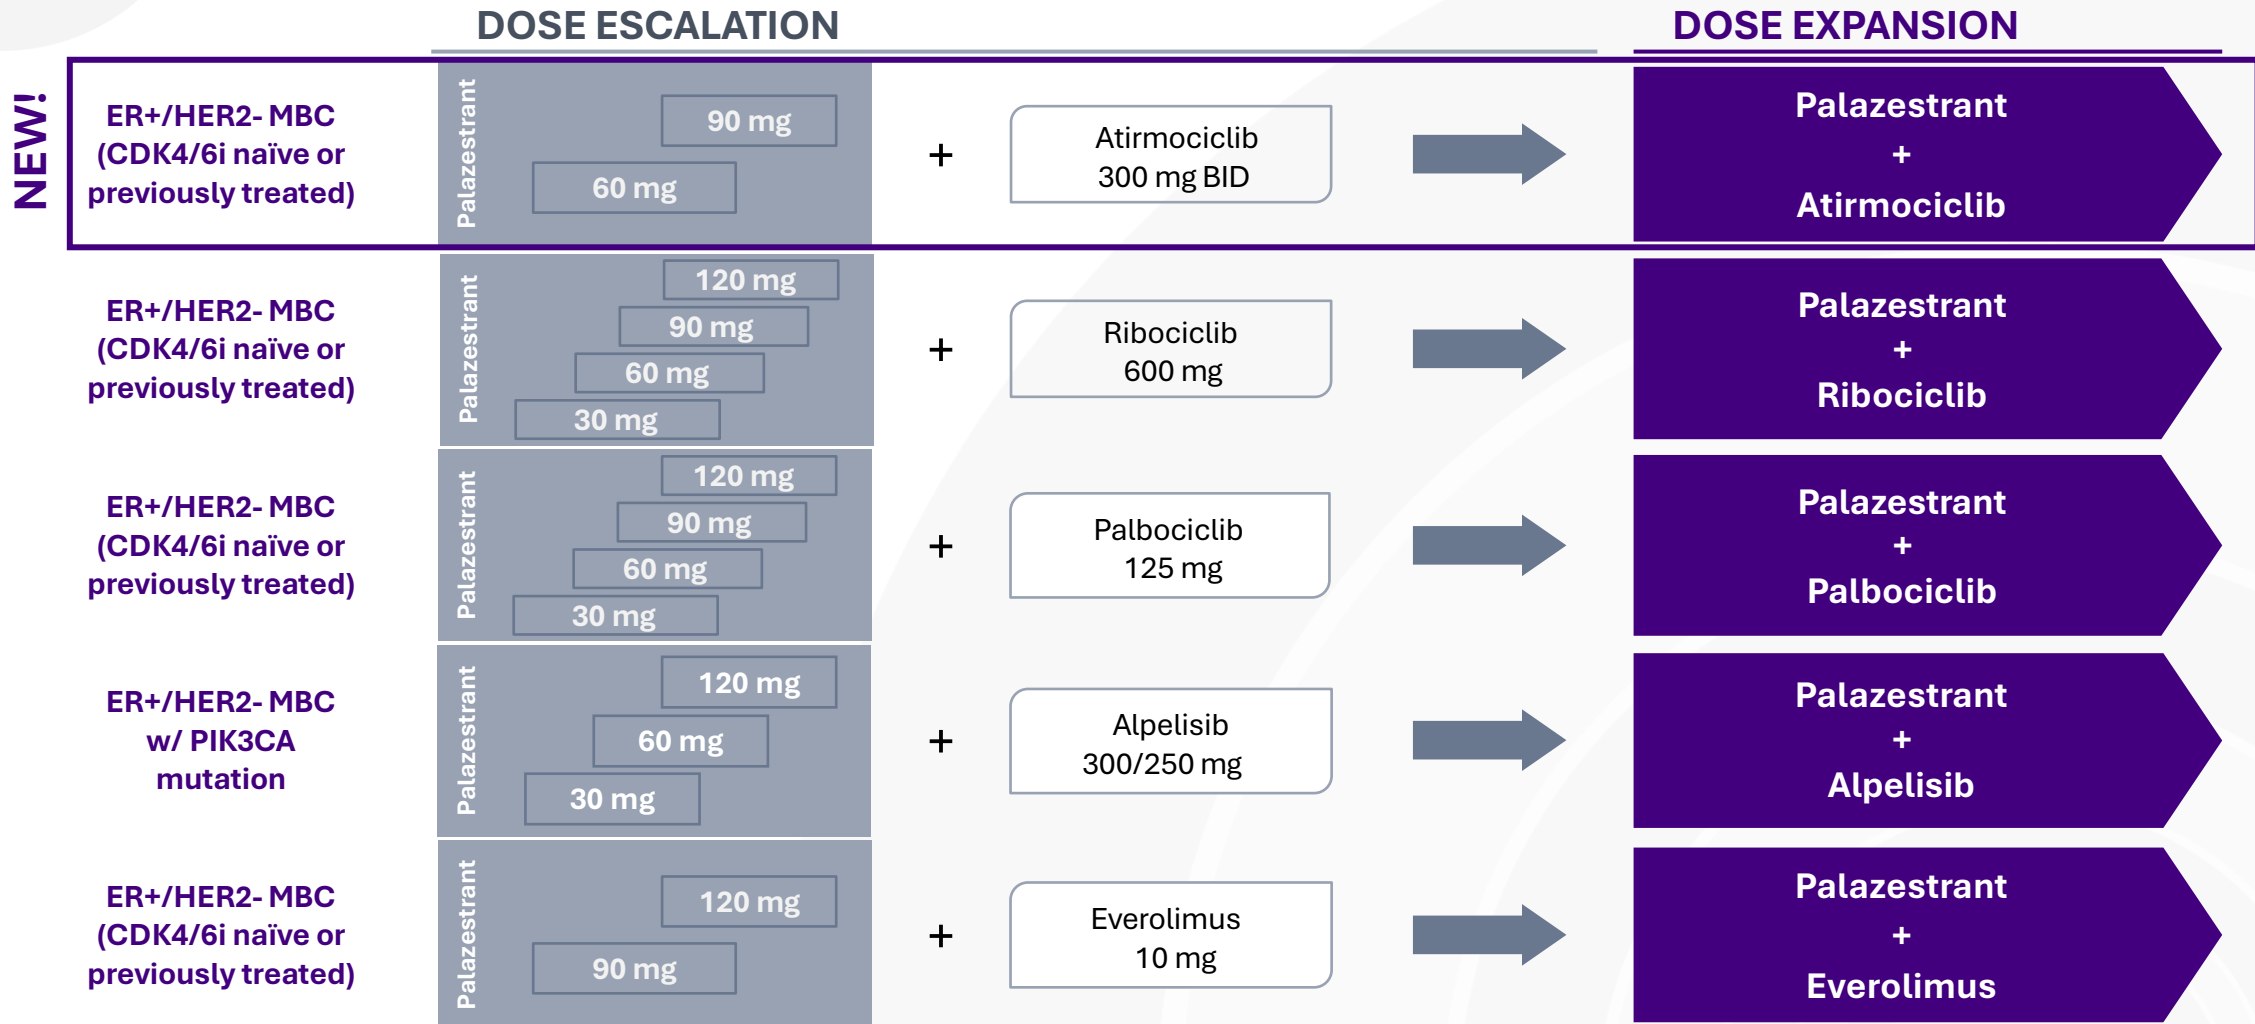 DOSE ESCALATION
DOSE EXPANSION
NEW!
ER+/HER2- MBC
(CDK4/6i naïve or
previously treated)
Palazestrant
90 mg
60 mg
+
Atirmociclib
300 mg BID
Palazestrant
+
Atirmociclib
ER+/HER2- MBC
(CDK4/6i naïve or
previously treated)
Palazestrant
120 mg
90 mg
60 mg
30 mg
+
Ribociclib
600 mg
Palazestrant
+
Ribociclib
ER+/HER2- MBC
(CDK4/6i naïve or
previously treated)
Palazestrant
120 mg
90 mg
60 mg
30 mg
+
Palbociclib
125 mg
Palazestrant
+
Palbociclib
ER+/HER2- MBC
w/ PIK3CA
mutation
Palazestrant
120 mg
60 mg
30 mg
+
Alpelisib
300/250 mg
Palazestrant
+
Alpelisib
ER+/HER2- MBC
(CDK4/6i naïve or
previously treated)
Palazestrant
120 mg
90 mg
+
Everolimus
10 mg
Palazestrant
+
Everolimus